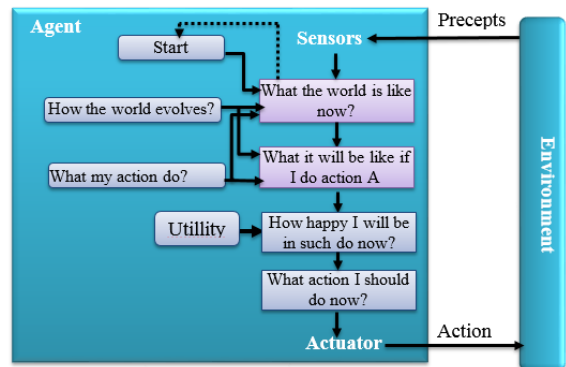 Agent
Precepts
Start
Sensors
What the world is like
now?
How the world evolves?
What it will be like if
I do action A
What my action do?
Utillity
How happy I will be
in such do now?
What action I should
do now?
Actuator
Action
Environment